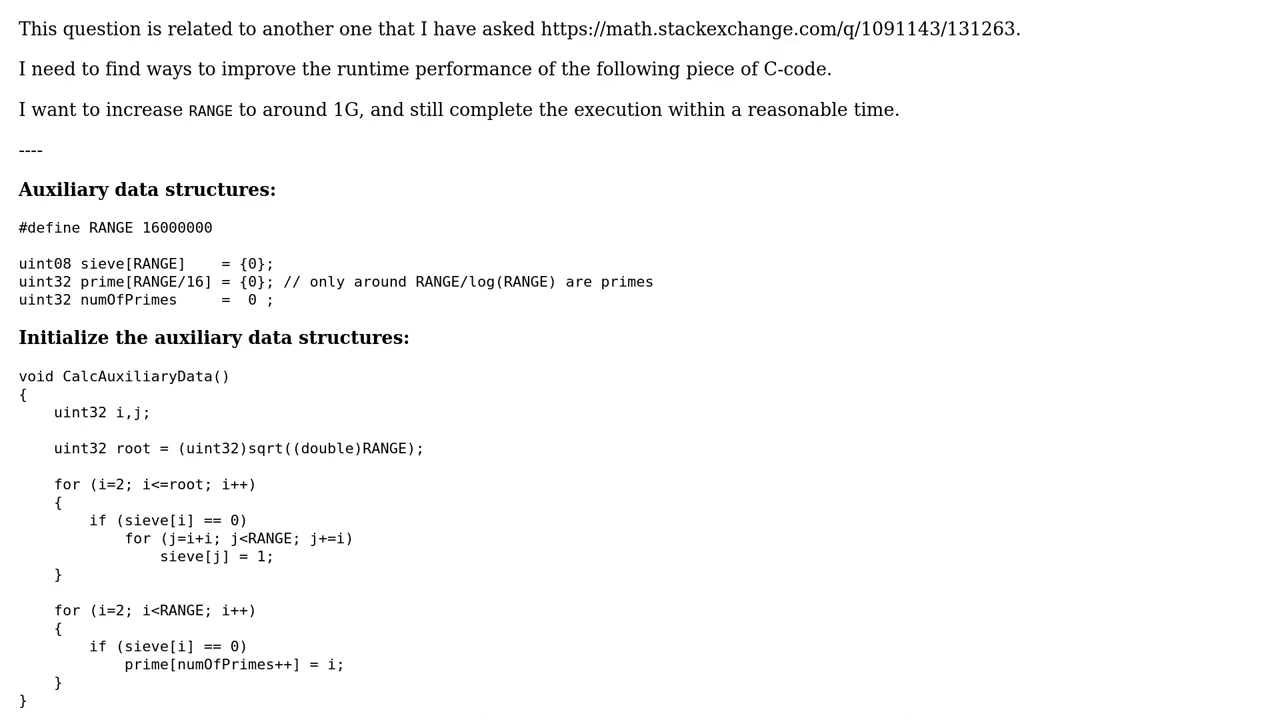 This question is related to another one that I have asked https://math.stackexchange.com/q/1091143/131263.
I need to find ways to improve the runtime performance of the following piece of C-code.
I want to increase RANGE to around 1G, and still complete the execution within a reasonable time.
----
Auxiliary data structures:
#define RANGE 16000000
uint08 sieve[RANGE]    = {0};
uint32 prime[RANGE/16] = {0}; // only around RANGE/log(RANGE) are primes
uint32 numOfPrimes     =  0 ;
Initialize the auxiliary data structures:
void CalcAuxiliaryData()
{
    uint32 i,j;
    uint32 root = (uint32)sqrt((double)RANGE);
    for (i=2; i<=root; i++)
    {
        if (sieve[i] == 0)
            for (j=i+i; j<RANGE; j+=i)
                sieve[j] = 1;
    }
    for (i=2; i<RANGE; i++)
    {
        if (sieve[i] == 0)
            prime[numOfPrimes++] = i;
    }
}